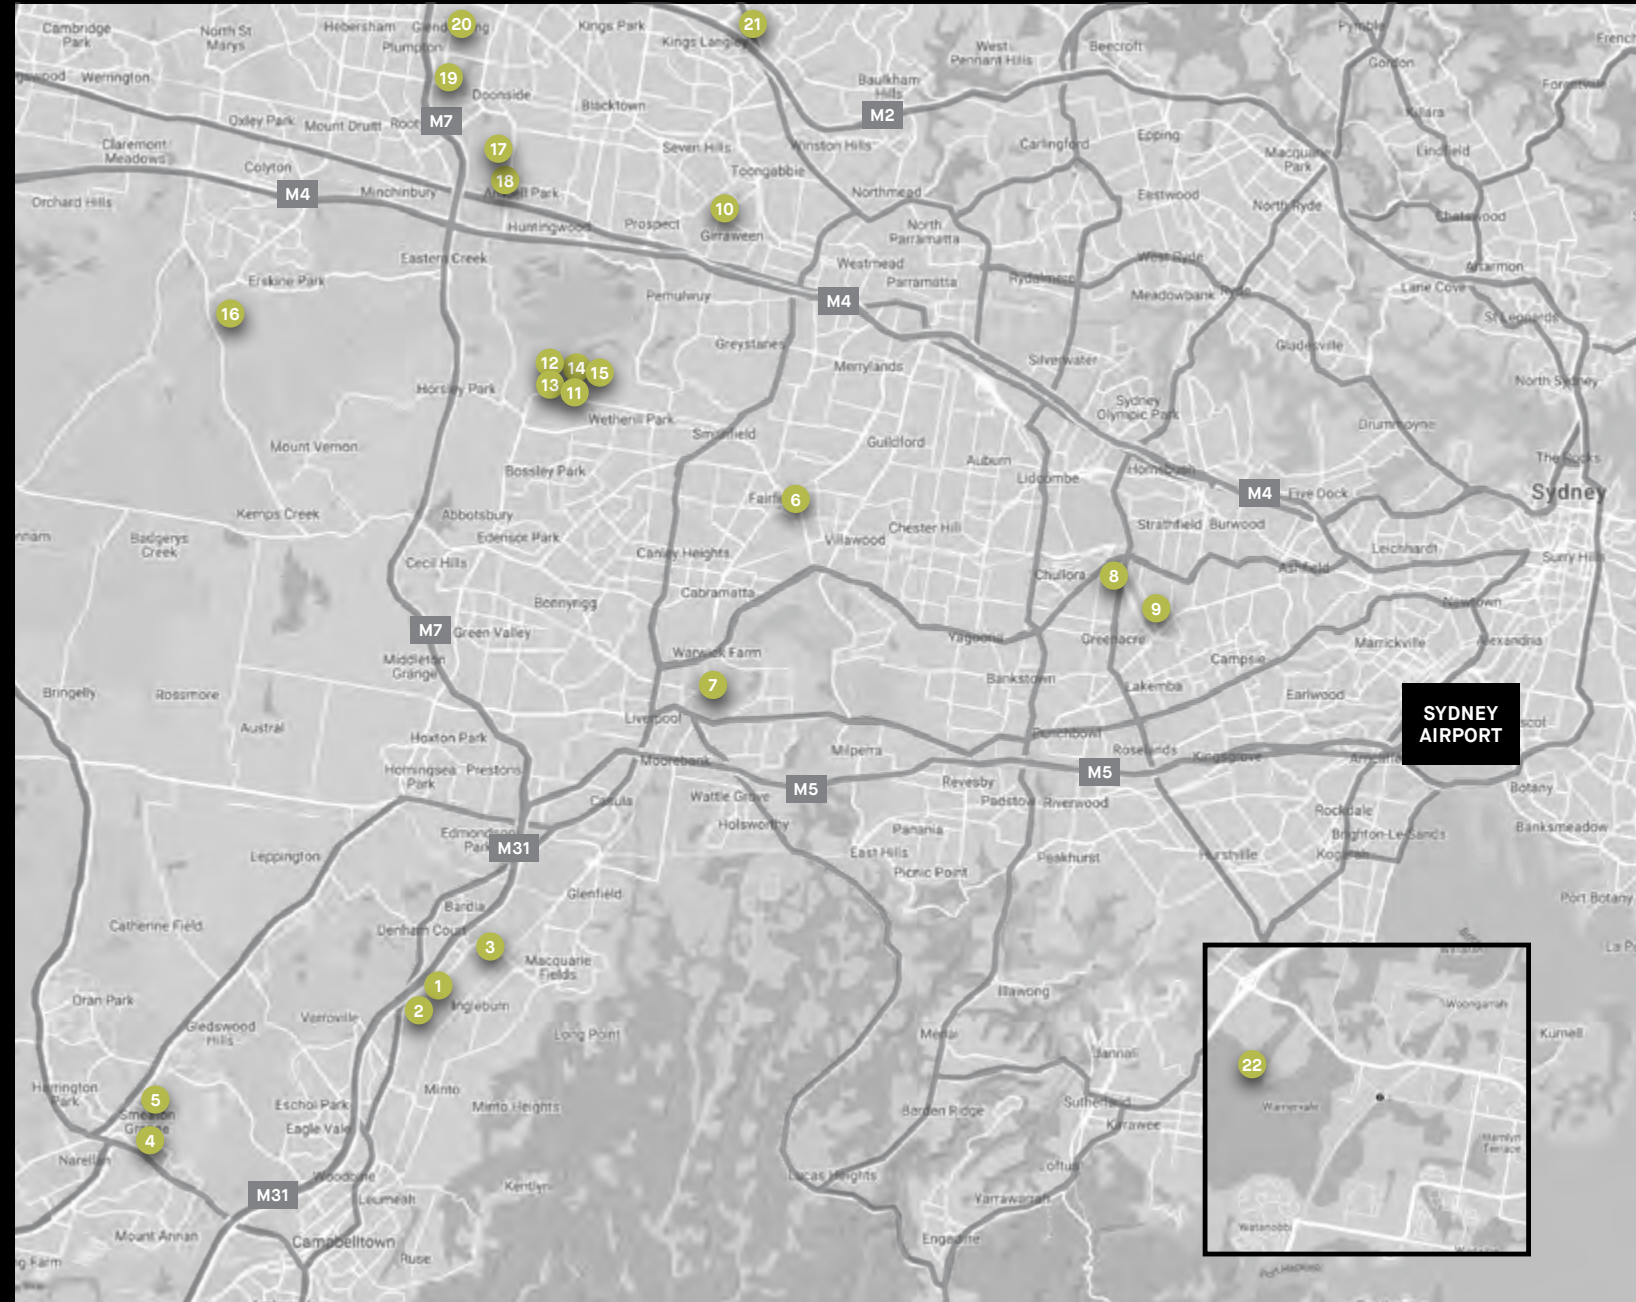 Cambridge
Park
North St
Marys
Hebersham
20
Kings Park
21
Kings Langley
Plumpton
West
Pennant Hills
Beecroft
Pymble
Gordon
Werrington
19
Doonside
Blacktown
Baulkham
Hills
Forestville
Killara
Oxley Park
Mount Druitt
M7
M2
Claremont
Meadows
17
Seven Hills
Winston Hills
Carlingford
Epping
Macquarie
Park
Lindfield
Colyton
Toongabbie
18
M4
Minchinbury
Northmead
Eastwood
Orchard Hills
10
Girraween
Huntingwood
Prospect
North
Parramatta
North Ryde
Chatswood
Eastern Creek
Westmead
West Ryde
Artarmon
Erskine Park
Parramatta
Rydalmere
Lane Cove
16
Pemulwuy
M4
Meadowbank
Ryde
St Leonards
Greystanes
Gladesville
12
14
15
13
11
Merrylands
Silverwater
Horsley Park
North Sydney
Wetherill Park
Sydney
Olympic Park
Smithfield
Guildford
Drummoyne
Mount Vernon
Bossley Park
Auburn
Lidcombe
Homebush
The Rocks
6
M4
Five Dock
Sydney
Kemps Creek
Abbotsbury
Chester Hill
Strathfield
Burwood
Badgerys
Creek
Edensor Park
Villawood
Canley Heights
Leichhardt
Surry Hills
Cecil Hills
Chullora
8
Ashfield
Bonnyrigg
Cabramatta
9
Newtown
M7
Green Valley
Yagoona
Greenacre
Marrickville
Alexandria
Middleton
Grange
Warwick Farm
Campsie
7
Bankstown
Lakemba
Earlwood
Bringelly
Rossmore
SYDNEY
AIRPORT
Austral
Liverpool
Hoxton Park
Milperra
Punchbowl
Roselands
Kingsgrove
Moorebank
M5
Horningsea
Park
Prestons
M5
Revesby
Botany
Casula
Wattle Grove
Padstow
Riverwood
Rockdale
Holsworthy
Panania
Brighton-Le-Sands
Banksmeadow
M31
Leppington
East Hills
Peakhurst
Hurstville
Kogarah
Picnic Point
Glenfield
Bardia
Port Botany
Catherine Field
Denham Court
3
Macquarie
Fields
1
Oran Park
Ingleburn
2
Illawong
Woongarrah
Varroville
Gledswood
Hills
Long Point
Menai
Kurnell
Jannali
22
Harrington
Park
5
Minto
Eschol Park
Minto Heights
Barden Ridge
Sutherland
Warnervale
Smeaton
Grange
Kirrawee
Eagle Vale
4
Hamlyn
Terrace
Narellan
Loftus
Lucas Heights
Woodbine
Kentlyn
M31
Leumeah
Yarrawarrah
Mount Annan
Watanobbi
Campbelltown
Engadine
Ruse